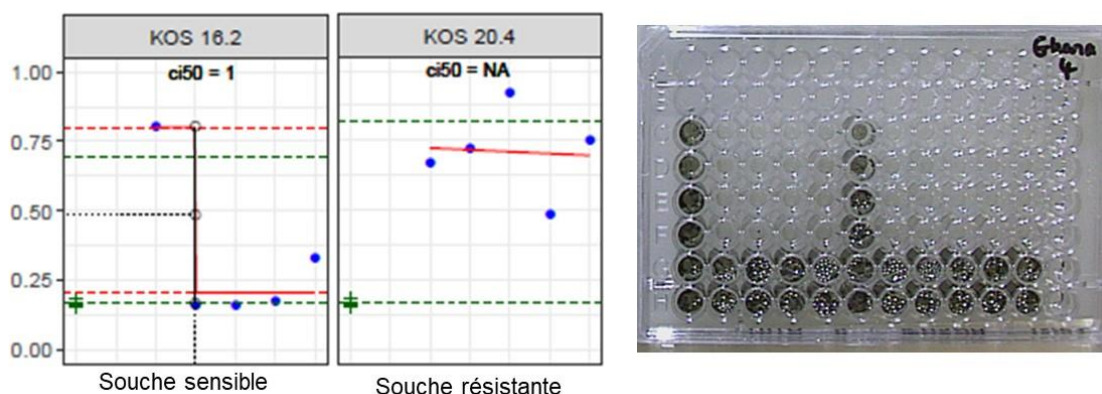 KOS 16.2
KOS 20.4
ci50 = 1
ci50 = NA
1.00
0.75
0.50
0.25
0.00
Souche sensible
Souche résistante
Ghana
4